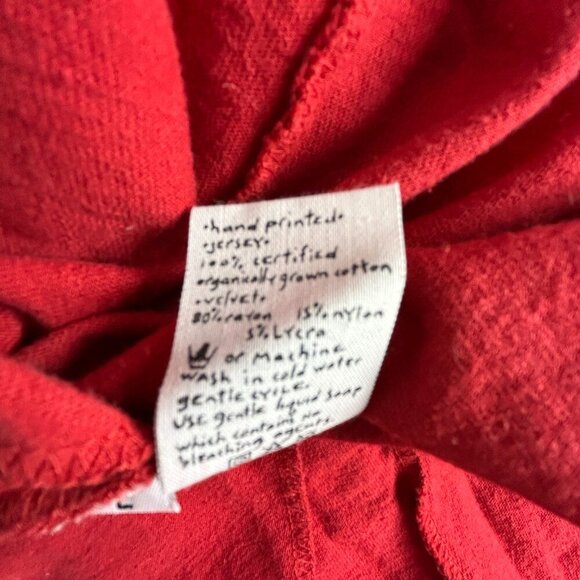 •hand printed•
•jersey•
100% certified
organically grown cotton
•velvet•
80% rayon 15% nylon
5% Lycra
or machine
wash in cold water
gentle cycle
use gentle liquid soap
which contains no
bleaching agents